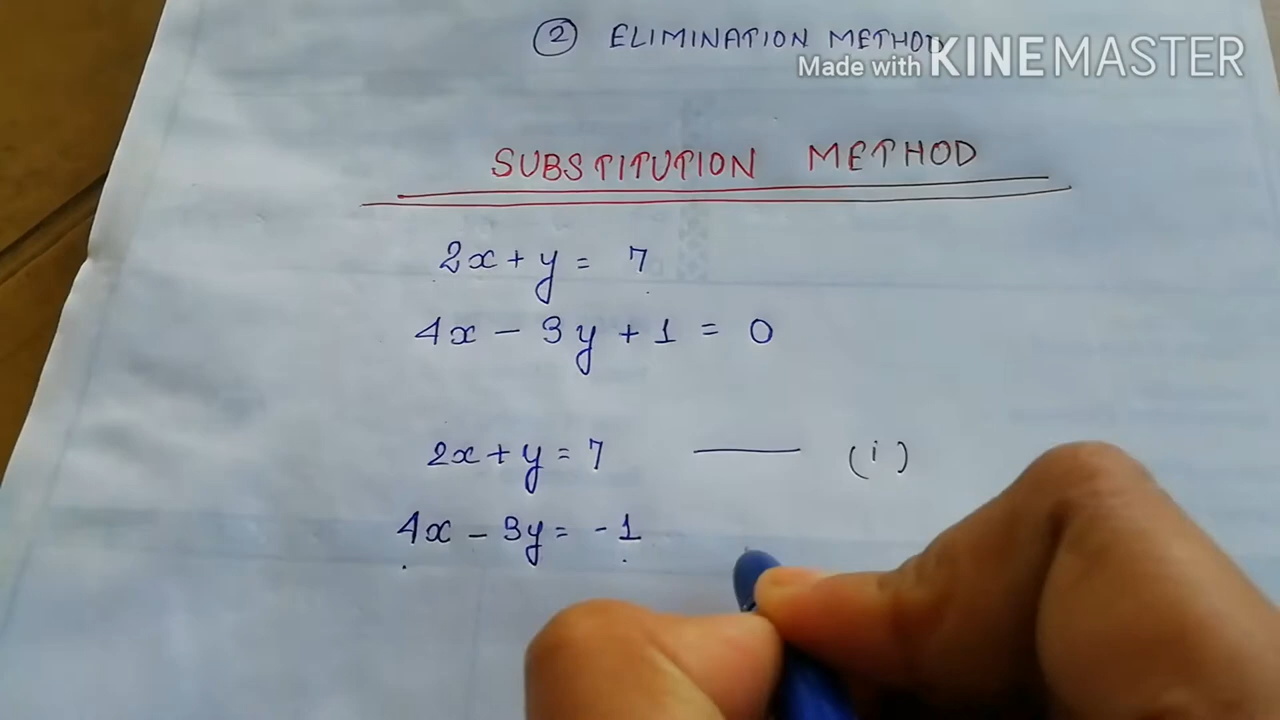 ② ELIMINATION METHOD
Made with KINEMASTER
SUBSTITUTION METHOD
2x + y = 7
4x - 3y + 1 = 0
2x + y = 7 —— (i)
4x - 3y = -1